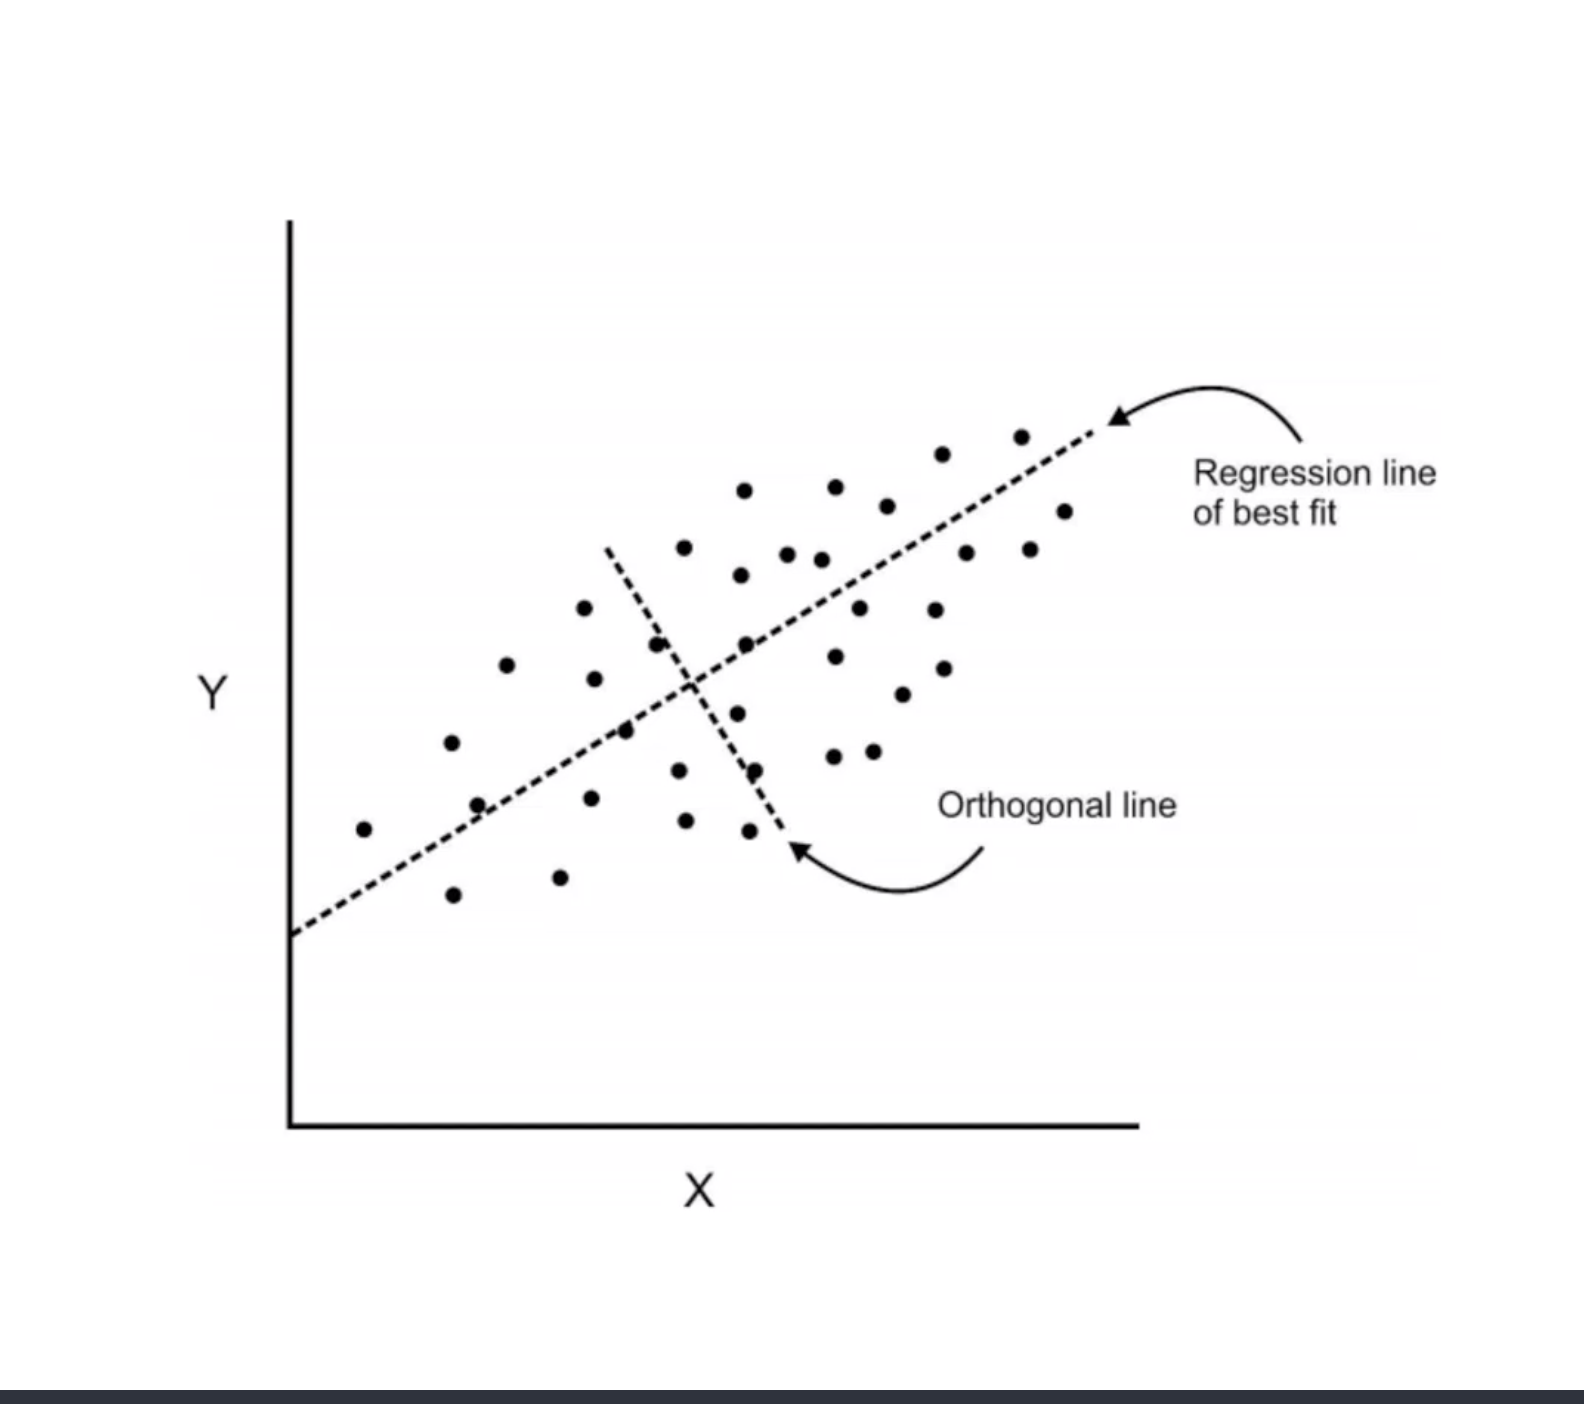 Regression line
of best fit
Y
Orthogonal line
X